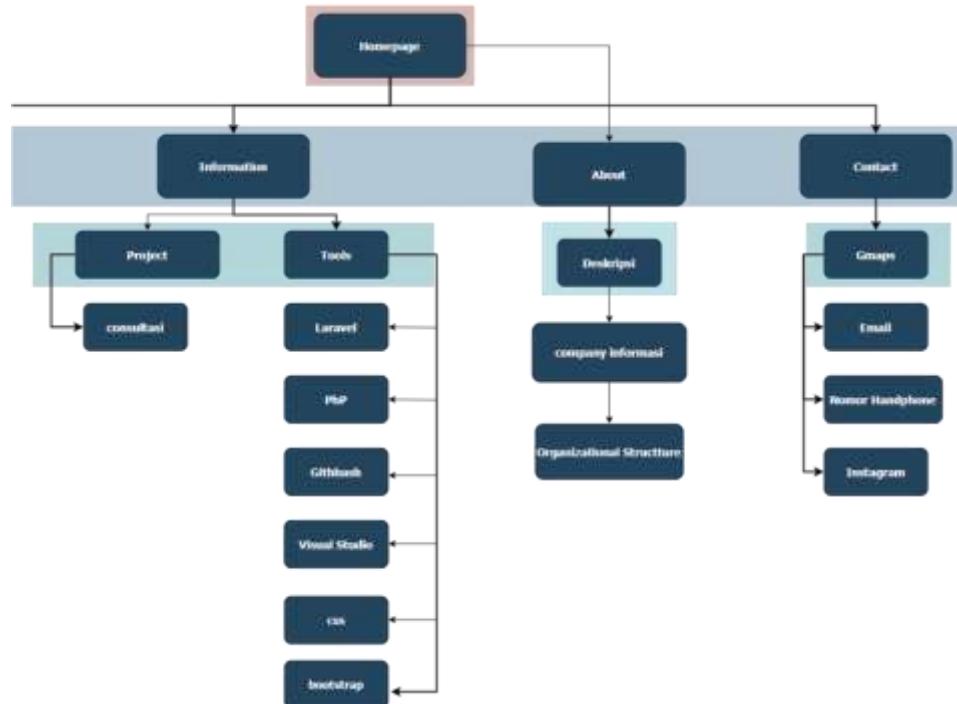 Homepage
Information
About
Contact
Project
Tools
Deskripsi
Gmaps
consultasi
Laravel
company informasi
Email
PhP
Nomor Handphone
Organizational Structture
Githbash
Instagram
Visual Studio
css
bootstrap